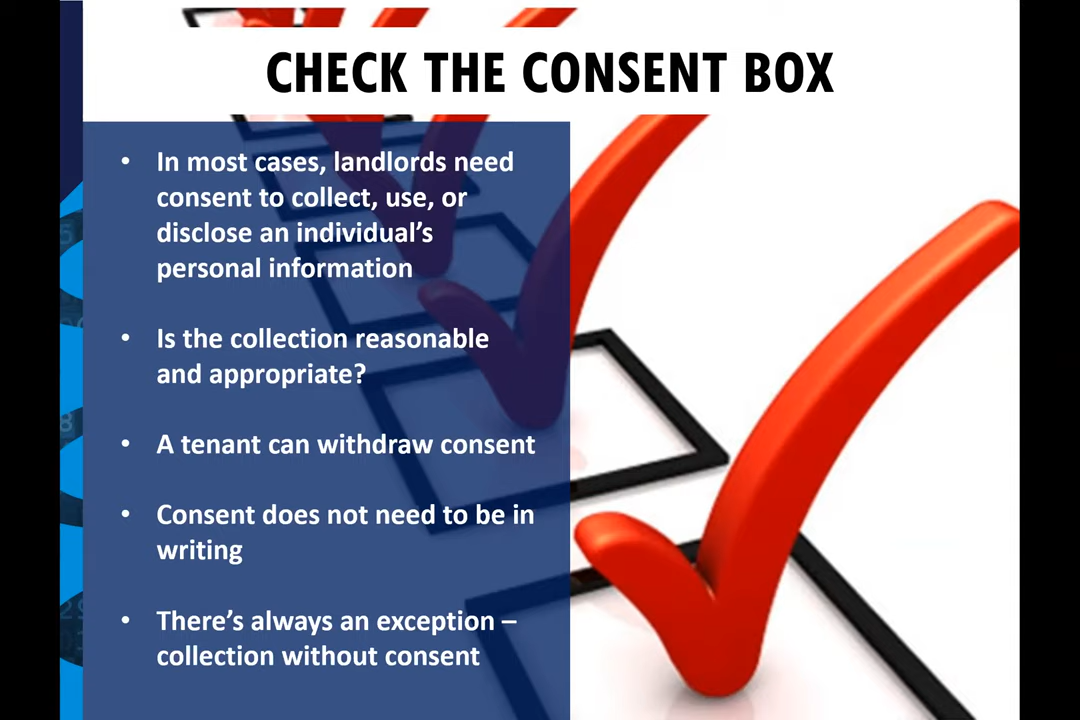 CHECK THE CONSENT BOX
• In most cases, landlords need
consent to collect, use, or
disclose an individual's
personal information
• Is the collection reasonable
and appropriate?
• A tenant can withdraw consent
• Consent does not need to be in
writing
• There's always an exception –
collection without consent